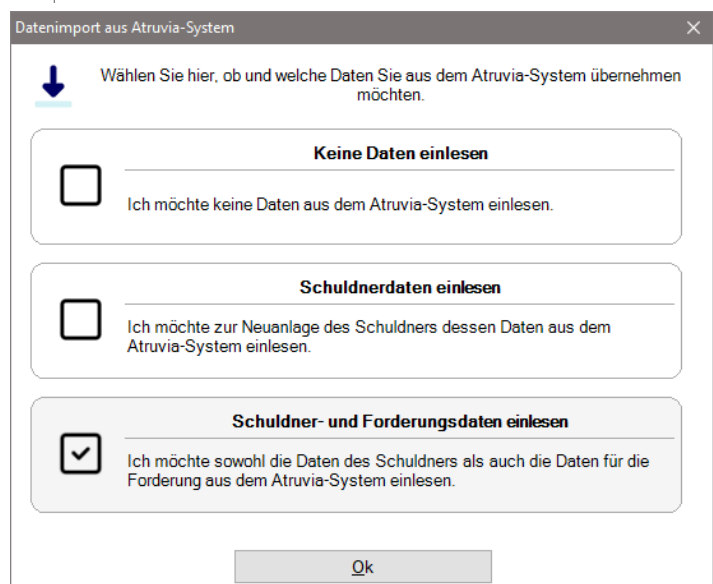 Datenimport aus Atruvia-System
Wählen Sie hier, ob und welche Daten Sie aus dem Atruvia-System übernehmen
möchten.
Keine Daten einlesen
Ich möchte keine Daten aus dem Atruvia-System einlesen.
Schuldnerdaten einlesen
Ich möchte zur Neuanlage des Schuldners dessen Daten aus dem
Atruvia-System einlesen.
Schuldner- und Forderungsdaten einlesen
Ich möchte sowohl die Daten des Schuldners als auch die Daten für die
Forderung aus dem Atruvia-System einlesen.
Ok